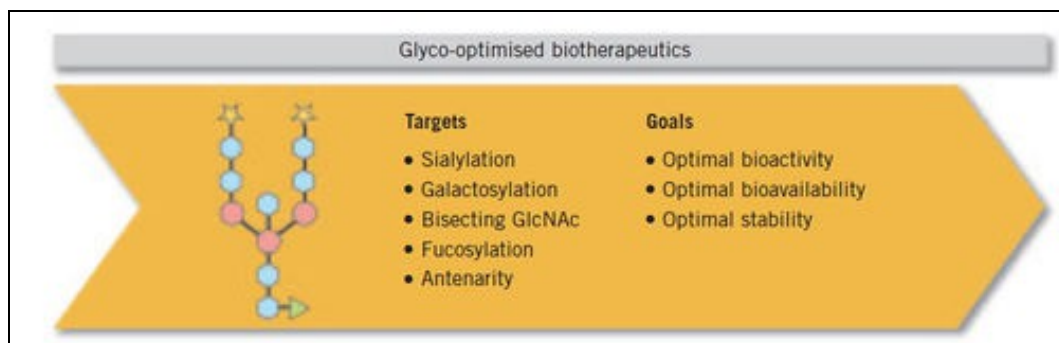 Glyco-optimised biotherapeutics
Targets
• Sialylation
• Galactosylation
• Bisecting GlcNAc
• Fucosylation
• Antenarity
Goals
• Optimal bioactivity
• Optimal bioavailability
• Optimal stability